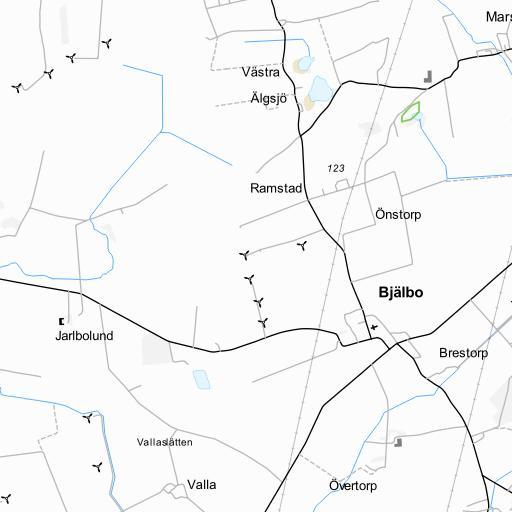 Mars
Västra
Älgsjö
123
Ramstad
Önstorp
Bjälbo
Jarlbolund
Brestorp
Vallaslätten
Valla
Övertorp